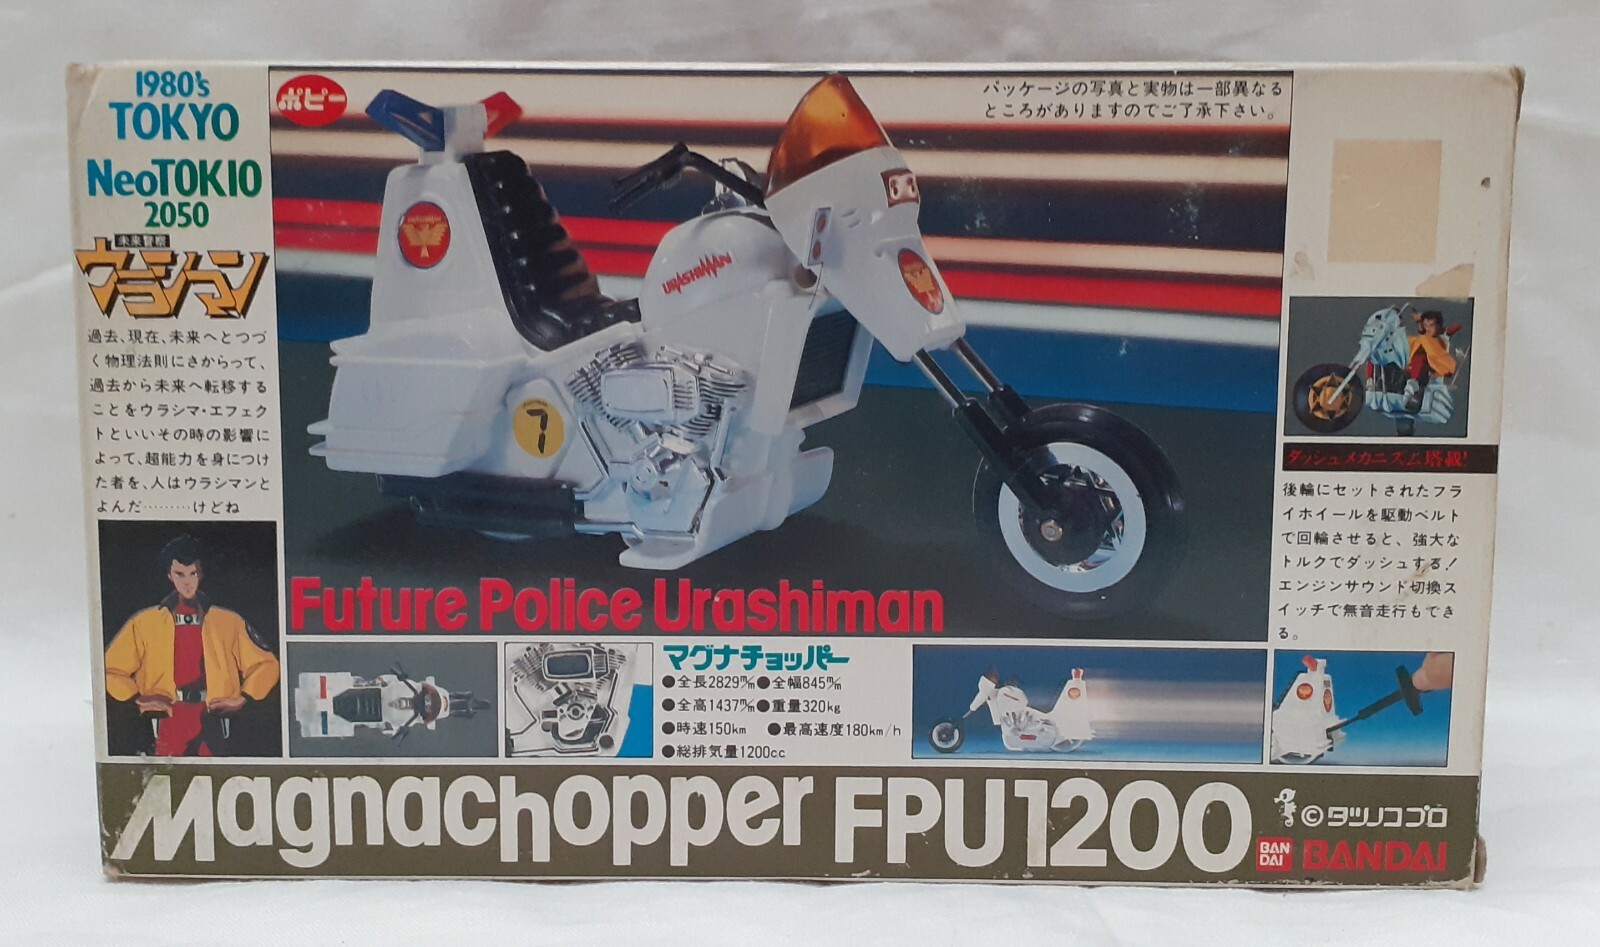 1980's
TOKYO
NeoTOKIO
2050
未来警察
ウラシマン
過去、現在、未来へとつづ
く物理法則にさからって、
過去から未来へ転移する
ことをウラシマ・エフェク
トといいその時の影響に
よって、超能力を身につけ
た者を、人はウラシマンと
よんだ………けどね
ポピー
パッケージの写真と実物は一部異なる
ところがありますのでご了承下さい。
URASHIMAN
7
Future Police Urashiman
ダッシュメカニズム塔載!
後輪にセットされたフラ
イホイールを駆動ベルト
で回輪させると、強大な
トルクでダッシュする!
エンジンサウンド切換ス
イッチで無音走行もでき
る。
マグナチョッパー
●全長2829m/m●全幅845m/m
●全高1437m/m●重量320kg
●時速150km ●最高速度180km/h
●総排気量1200cc
Magnachopper FPU1200
©タツノコプロ
BAN
DAI
BANDAI